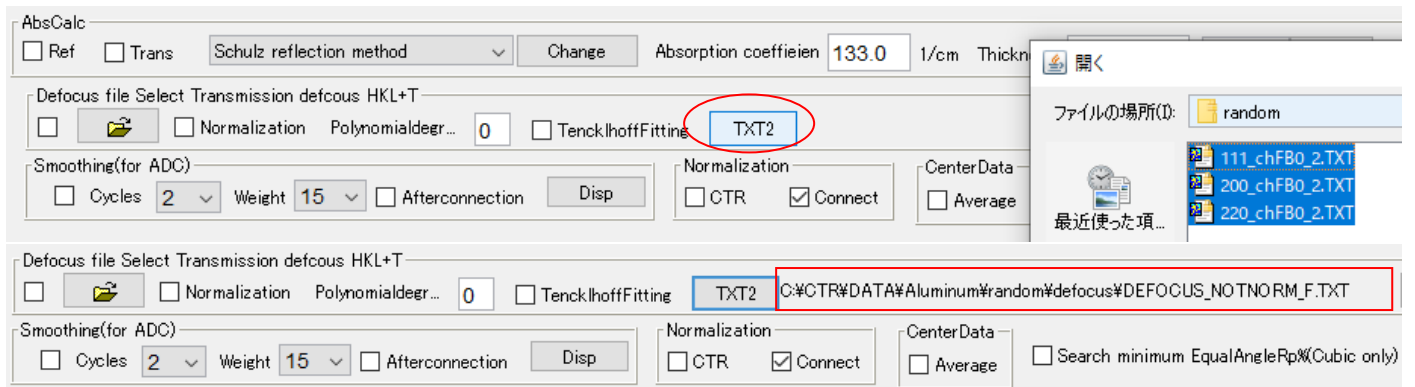 AbsCalc
Ref Trans Schulz reflection method Change Absorption coeffieien 133.0 1/cm Thickn
開く
Defocus file Select Transmission defcous HKL+T
ファイルの場所(I): random
Normalization Polynomialdegr... 0 TencklhoffFitting TXT2
111_chFB0_2.TXT
Smoothing(for ADC) Normalization CenterData
200_chFB0_2.TXT
Cycles 2 Weight 15 Afterconnection Disp CTR Connect Average
220_chFB0_2.TXT
最近使った項...
Defocus file Select Transmission defcous HKL+T
Normalization Polynomialdegr... 0 TencklhoffFitting TXT2 C:¥CTR¥DATA¥Aluminum¥random¥defocus¥DEFOCUS_NOTNORM_F.TXT
Smoothing(for ADC) Normalization CenterData
Cycles 2 Weight 15 Afterconnection Disp CTR Connect Average Search minimum EqualAngleRp%(Cubic only)